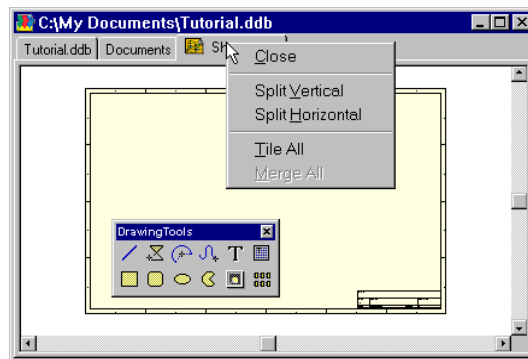 C:\My Documents\Tutorial.ddb
Tutorial.ddb Documents
Close
Split Vertical
Split Horizontal
Tile All
Merge All
DrawingTools
T